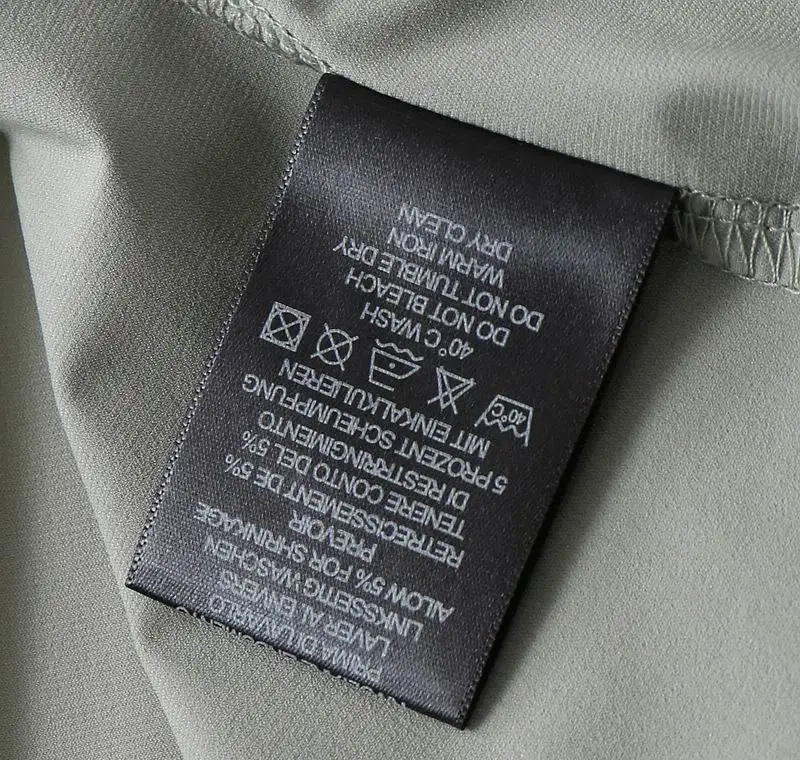 PRIMA DI LAVARLO
LAVER AL ENVERS
LINKSSEITIG WASCHEN
ALLOW 5% FOR SHRINKAGE
PREVOIR
RETRECISSEMENT DE 5%
TENERE CONTO DEL 5%
DI RESTRRINGIMENTO
5 PROZENT SCHEUMPFUNG
MIT EINKALKULIEREN
40°C
40°C WASH
DO NOT BLEACH
DO NOT TUMBLE DRY
WARM IRON
DRY CLEAN